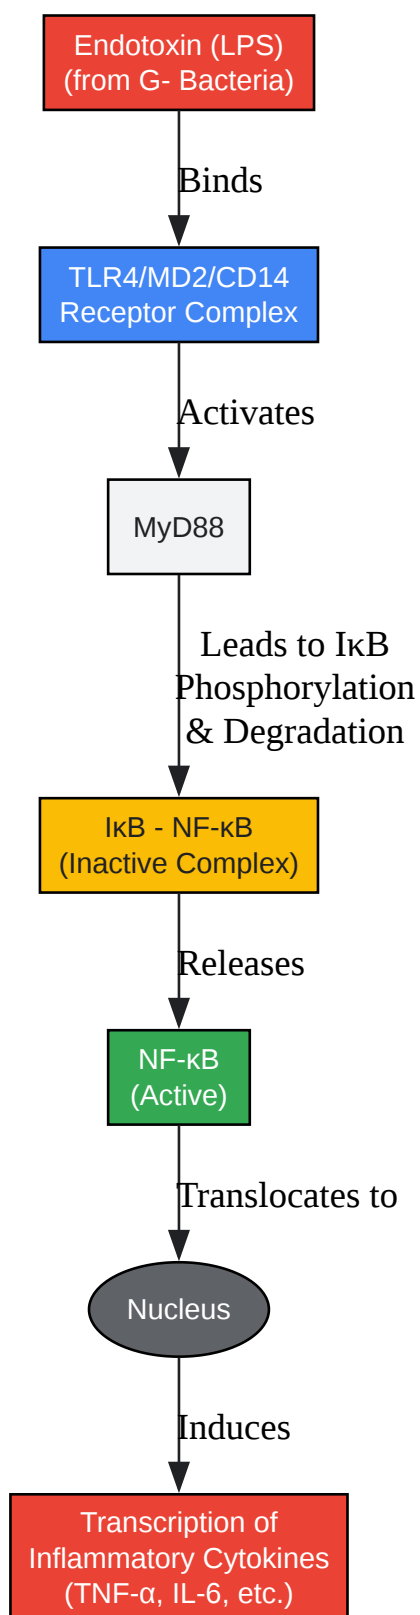 Endotoxin (LPS)
(from G- Bacteria)
Binds
TLR4/MD2/CD14
Receptor Complex
Activates
MyD88
Leads to IκB
Phosphorylation
& Degradation
IκB - NF-κB
(Inactive Complex)
Releases
NF-κB
(Active)
Translocates to
Nucleus
Induces
Transcription of
Inflammatory Cytokines
(TNF-α, IL-6, etc.)